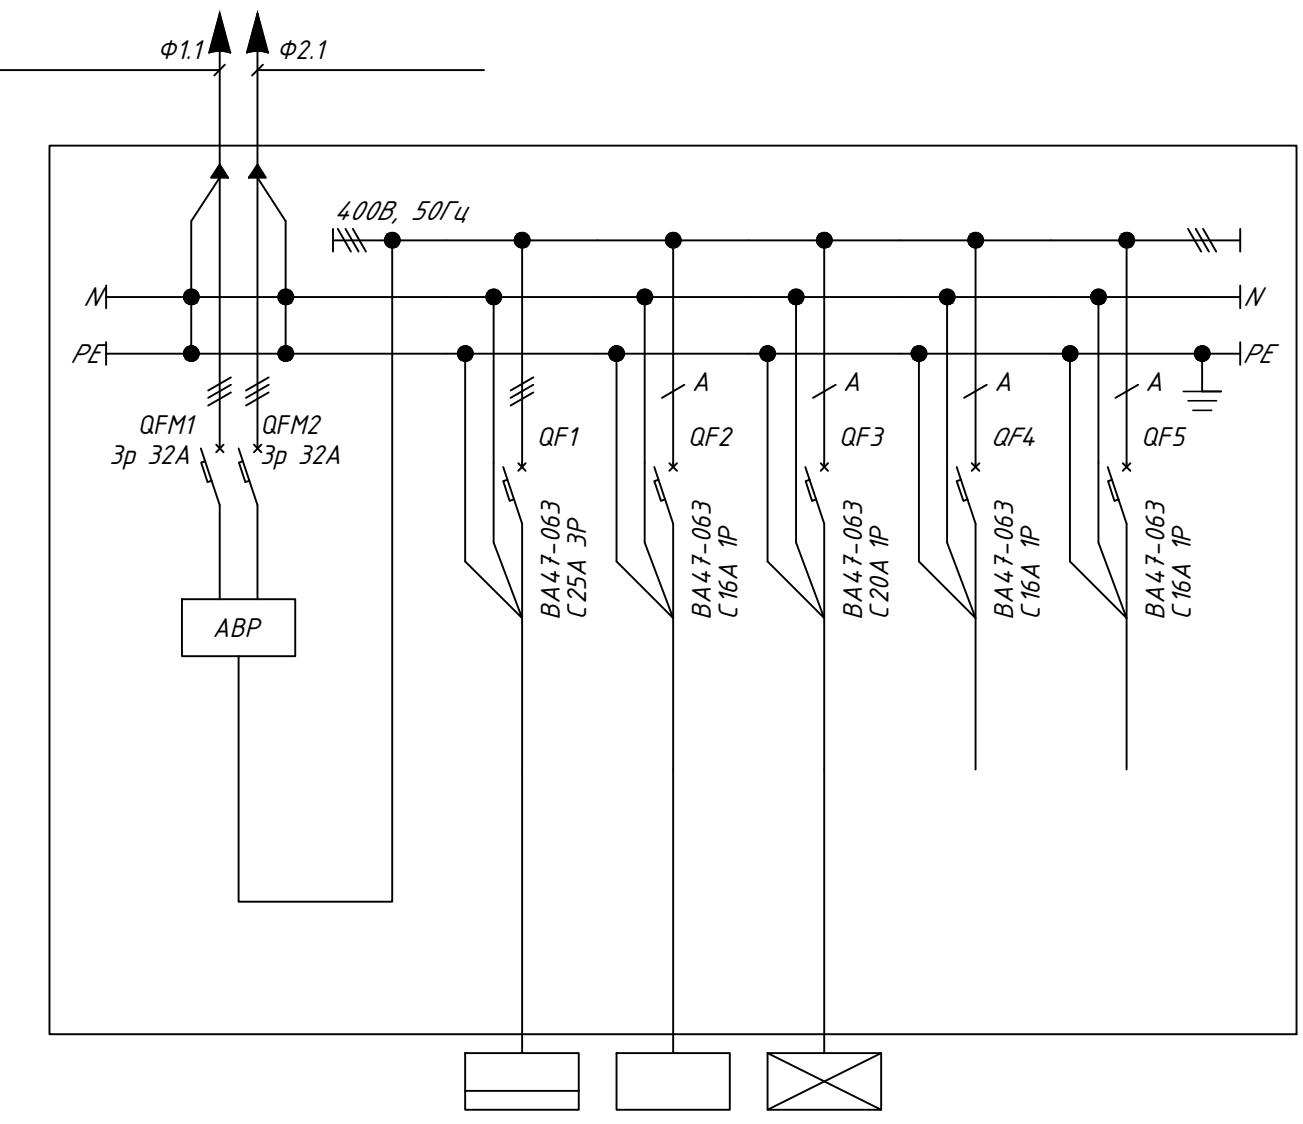 Ф1.1
Ф2.1
400В, 50Гц
N
N
PE
PE
A
A
A
A
QFM1
3р 32А
QFM2
3р 32А
QF1
QF2
QF3
QF4
QF5
ВА47-063
С25А 3Р
ВА47-063
С16А 1Р
ВА47-063
С20А 1Р
ВА47-063
С16А 1Р
ВА47-063
С16А 1Р
АВР